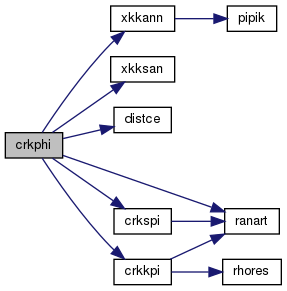 xkkann
pipik
xkksan
distce
crkphi
crkspi
ranart
crkkpi
rhores